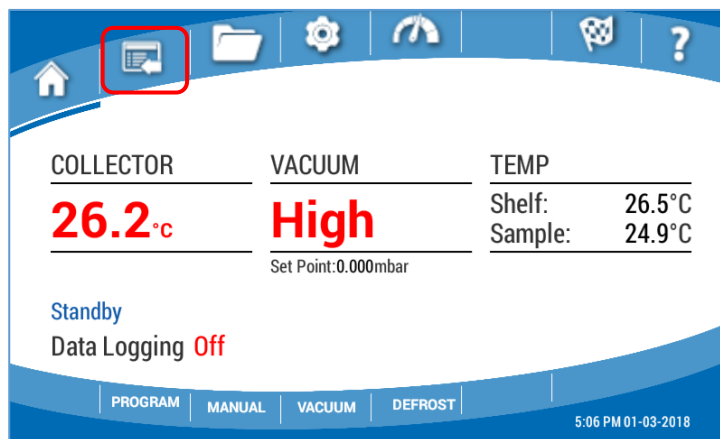 COLLECTOR
26.2°C
VACUUM
High
Set Point:0.000mbar
TEMP
Shelf: 26.5°C
Sample: 24.9°C
Standby
Data Logging Off
PROGRAM MANUAL VACUUM DEFROST
5:06 PM 01-03-2018